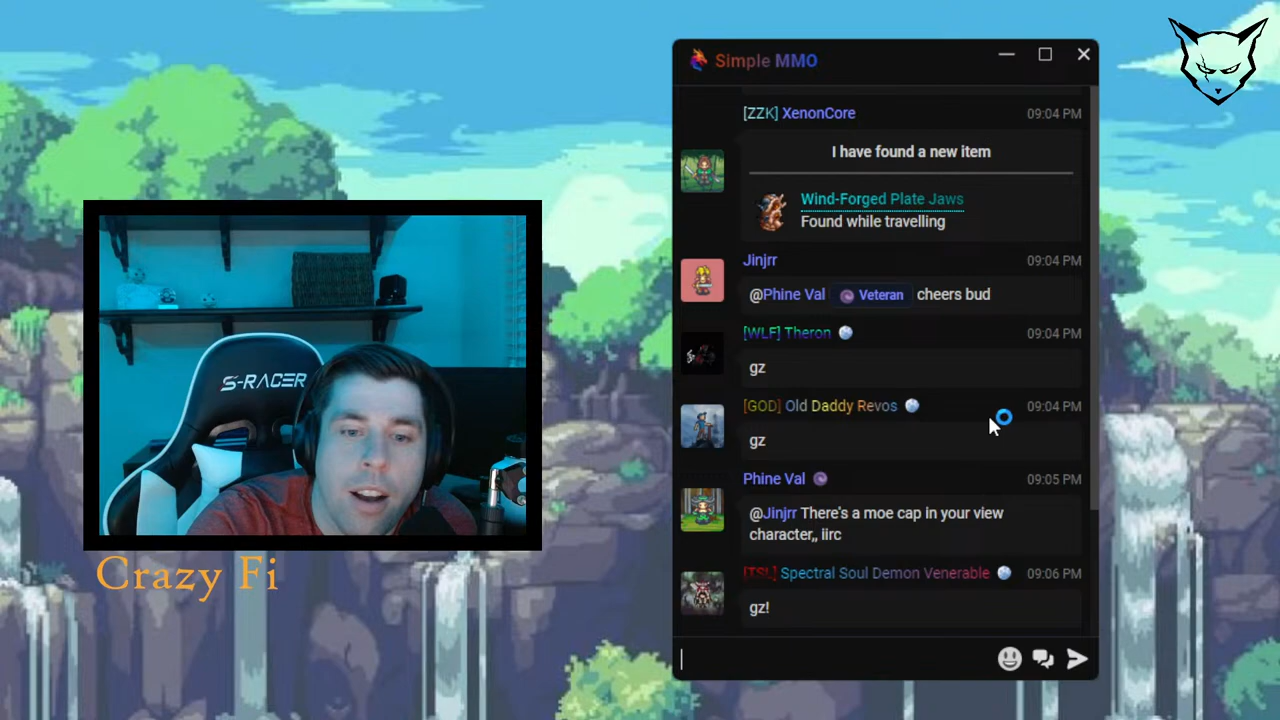 Simple MMO
[ZZK] XenonCore 09:04 PM
I have found a new item
Wind-Forged Plate Jaws
Found while travelling
Jinjrr 09:04 PM
@Phine Val Veteran cheers bud
[WLF] Theron 09:04 PM
gz
[GOD] Old Daddy Revos 09:04 PM
gz
Phine Val 09:05 PM
@Jinjrr There's a moe cap in your view
character,, iirc
[TSL] Spectral Soul Demon Venerable 09:06 PM
gz!
S-RACER
Crazy Fi